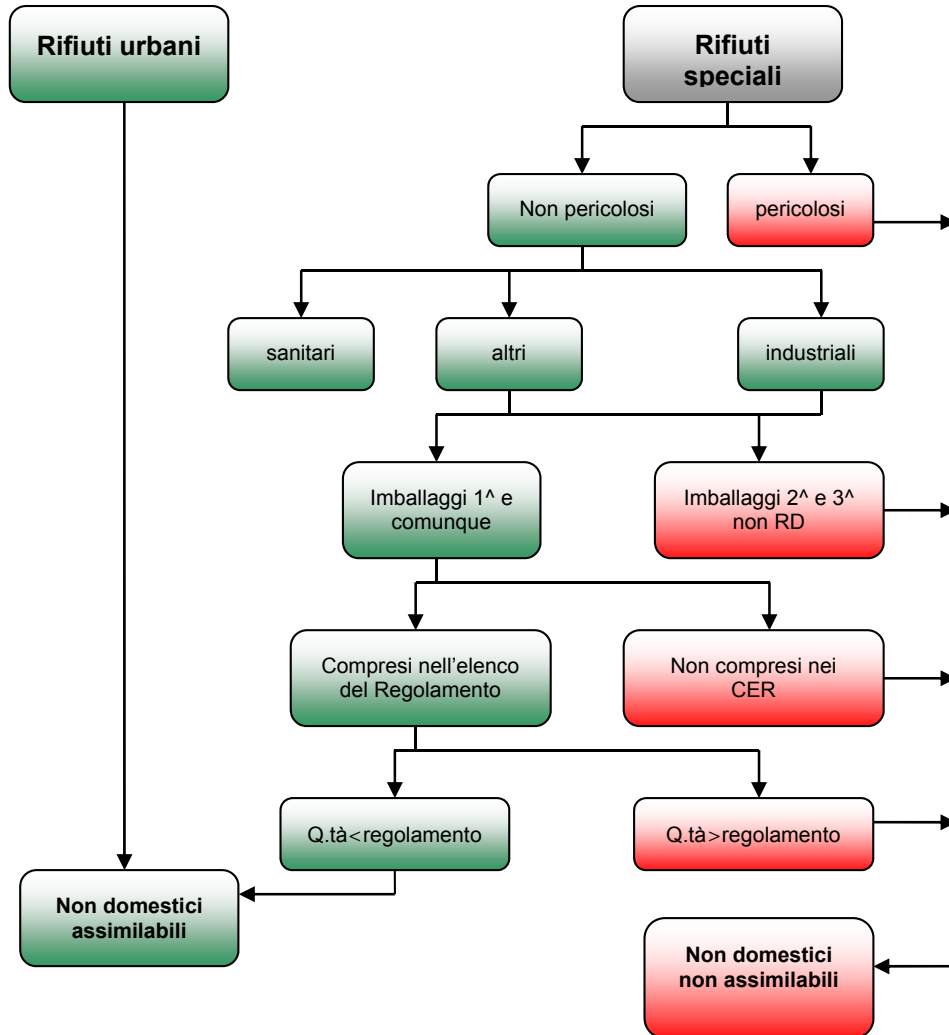 Rifiuti urbani
Rifiuti
speciali
Non pericolosi
pericolosi
sanitari
altri
industriali
Imballaggi 1^ e
comunque
Imballaggi 2^ e 3^
non RD
Compresi nell'elenco
del Regolamento
Non compresi nei
CER
Q.tà<regolamento
Q.tà>regolamento
Non domestici
assimilabili
Non domestici
non assimilabili